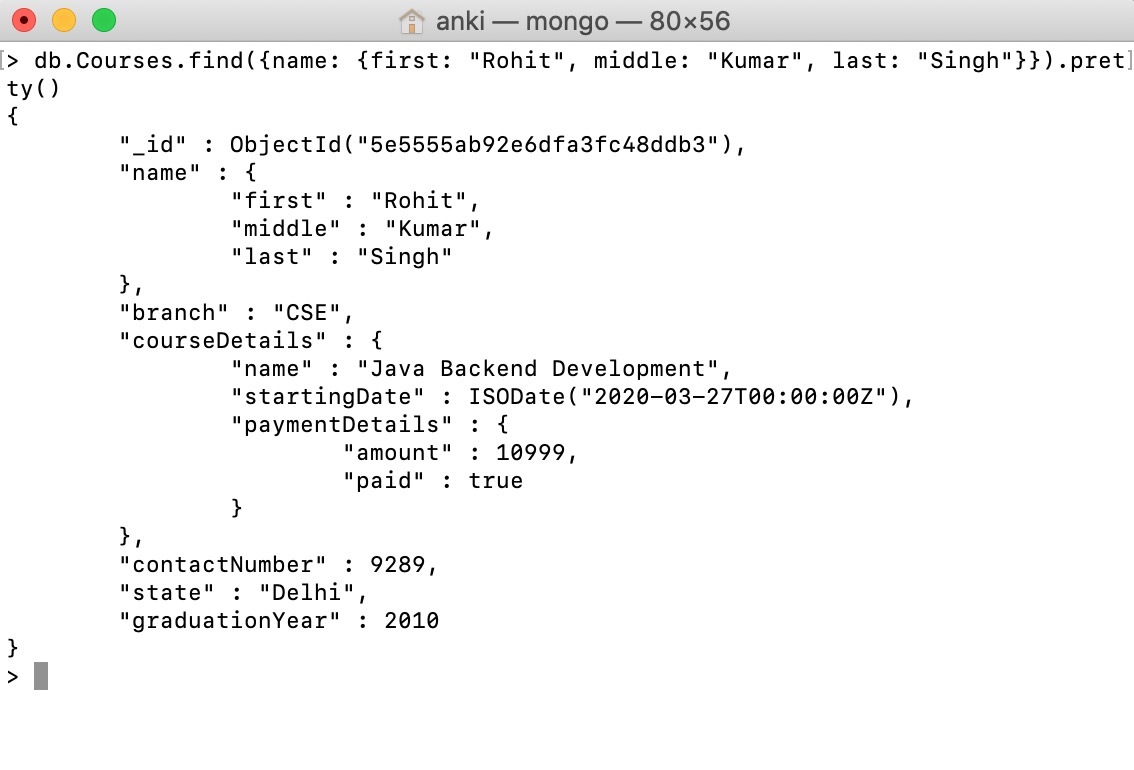 anki — mongo — 80×56
[> db.Courses.find({name: {first: "Rohit", middle: "Kumar", last: "Singh"}}).pret]
ty()
{
        "_id" : ObjectId("5e5555ab92e6dfa3fc48ddb3"),
        "name" : {
                "first" : "Rohit",
                "middle" : "Kumar",
                "last" : "Singh"
        },
        "branch" : "CSE",
        "courseDetails" : {
                "name" : "Java Backend Development",
                "startingDate" : ISODate("2020-03-27T00:00:00Z"),
                "paymentDetails" : {
                        "amount" : 10999,
                        "paid" : true
                }
        },
        "contactNumber" : 9289,
        "state" : "Delhi",
        "graduationYear" : 2010
}
>